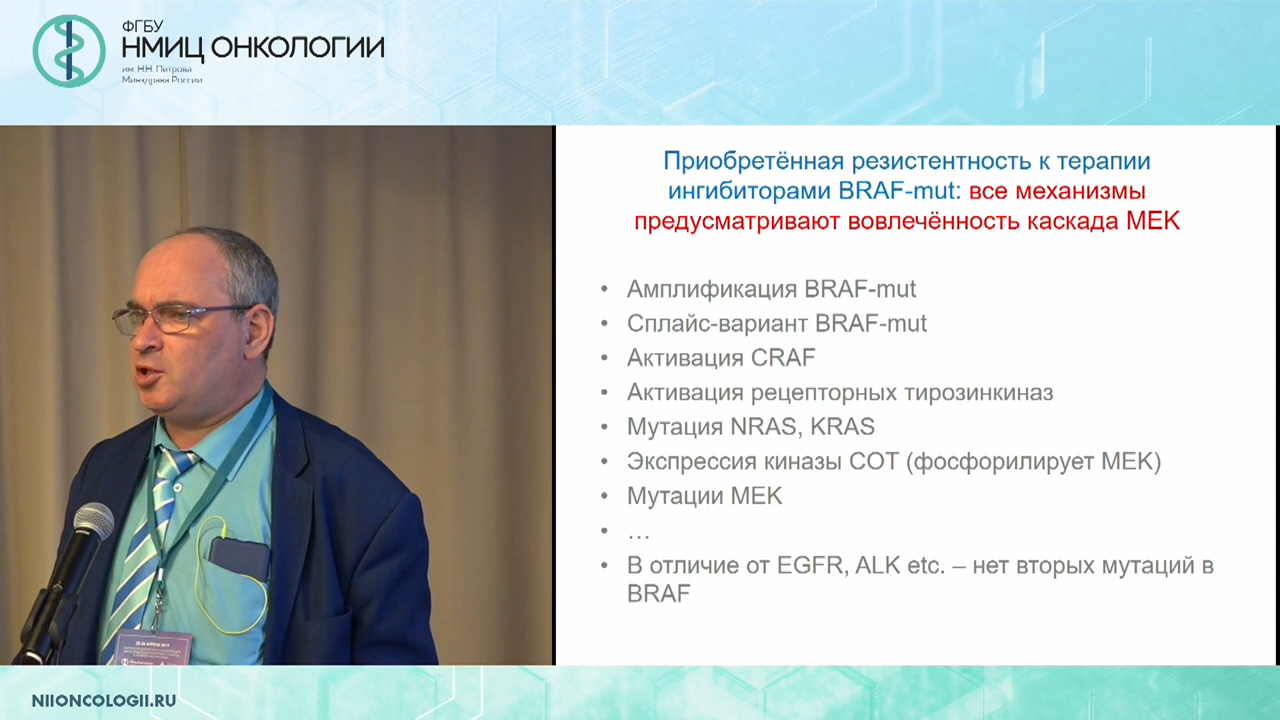 ФГБУ
НМИЦ ОНКОЛОГИИ
им. Н.Н. Петрова
Минздрава России
Приобретённая резистентность к терапии
ингибиторами BRAF-mut: все механизмы
предусматривают вовлечённость каскада MEK
• Амплификация BRAF-mut
• Сплайс-вариант BRAF-mut
• Активация CRAF
• Активация рецепторных тирозинкиназ
• Мутация NRAS, KRAS
• Экспрессия киназы COT (фосфорилирует MEK)
• Мутации MEK
• …
• В отличие от EGFR, ALK etc. – нет вторых мутаций в
BRAF
NIIONCOLOGII.RU